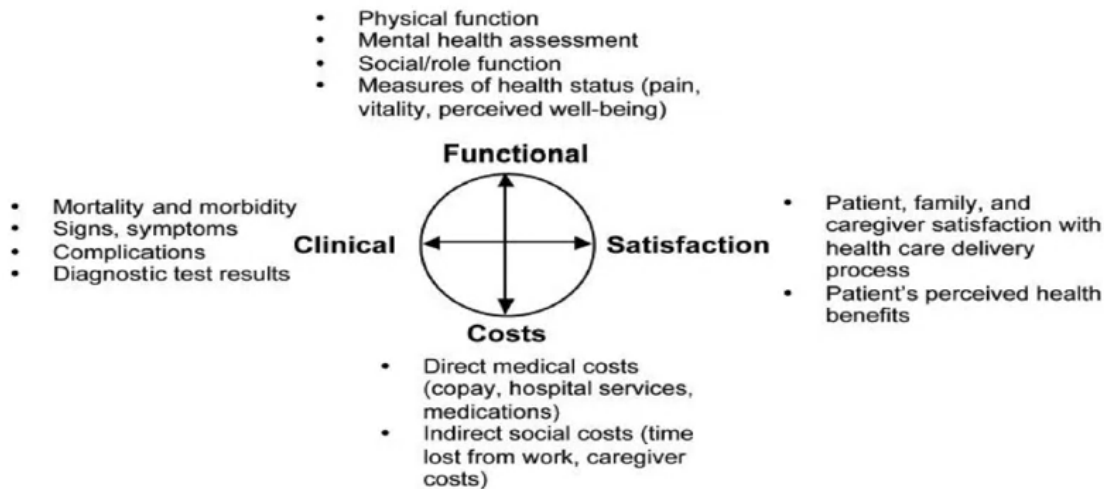 • Physical function
• Mental health assessment
• Social/role function
• Measures of health status (pain,
vitality, perceived well-being)
Functional
• Mortality and morbidity
• Signs, symptoms
• Complications
• Diagnostic test results
Clinical
Satisfaction
• Patient, family, and
caregiver satisfaction with
health care delivery
process
• Patient's perceived health
benefits
Costs
• Direct medical costs
(copay, hospital services,
medications)
• Indirect social costs (time
lost from work, caregiver
costs)